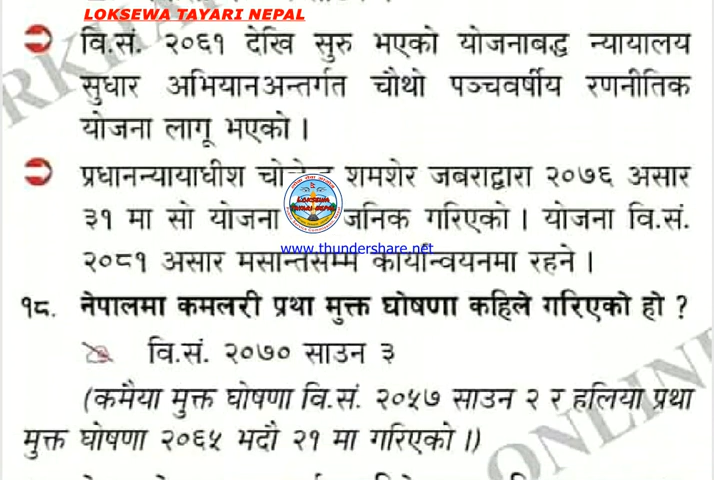 LOKSEWA TAYARI NEPAL
वि.सं. २०६१ देखि सुरु भएको योजनाबद्ध न्यायालय
सुधार अभियानअन्तर्गत चौथो पञ्चवर्षीय रणनीतिक
योजना लागू भएको ।
प्रधानन्यायाधीश शमशेर जबराद्वारा २०७६ असार
३१ मा सो योजना जनिक गरिएको । योजना वि.सं.
www.thundershare.net
२०८१ असार मसान्तसम्म कार्यान्वयनमा रहने ।
१८. नेपालमा कमलरी प्रथा मुक्त घोषणा कहिले गरिएको हो ?
वि.सं. २०७० साउन ३
(कमैया मुक्त घोषणा वि.सं. २०५७ साउन २ र हलिया प्रथा
मुक्त घोषणा २०६५ भदौ २१ मा गरिएको ।)
ONLINE